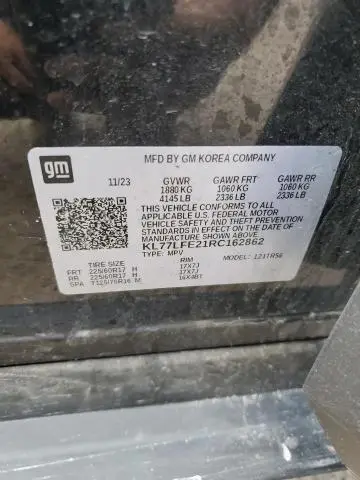 gm
MFD BY GM KOREA COMPANY
11/23 GVWR GAWR FRT GAWR RR
1880 KG 1060 KG 1060 KG
4145 LB 2336 LB 2336 LB
THIS VEHICLE CONFORMS TO ALL
APPLICABLE U.S. FEDERAL MOTOR
VEHICLE SAFETY AND THEFT PREVENTION
STANDARDS IN EFFECT ON THE DATE OF
MANUFACTURE SHOWN ABOVE.
KL77LFE21RC162862
TYPE: MPV MODEL: 1Z1TR56
TIRE SIZE RIM
FRT 225/60R17 H 17X7J
RR 225/60R17 H 17X7J
SPA T125/70R16 M 16X4BT